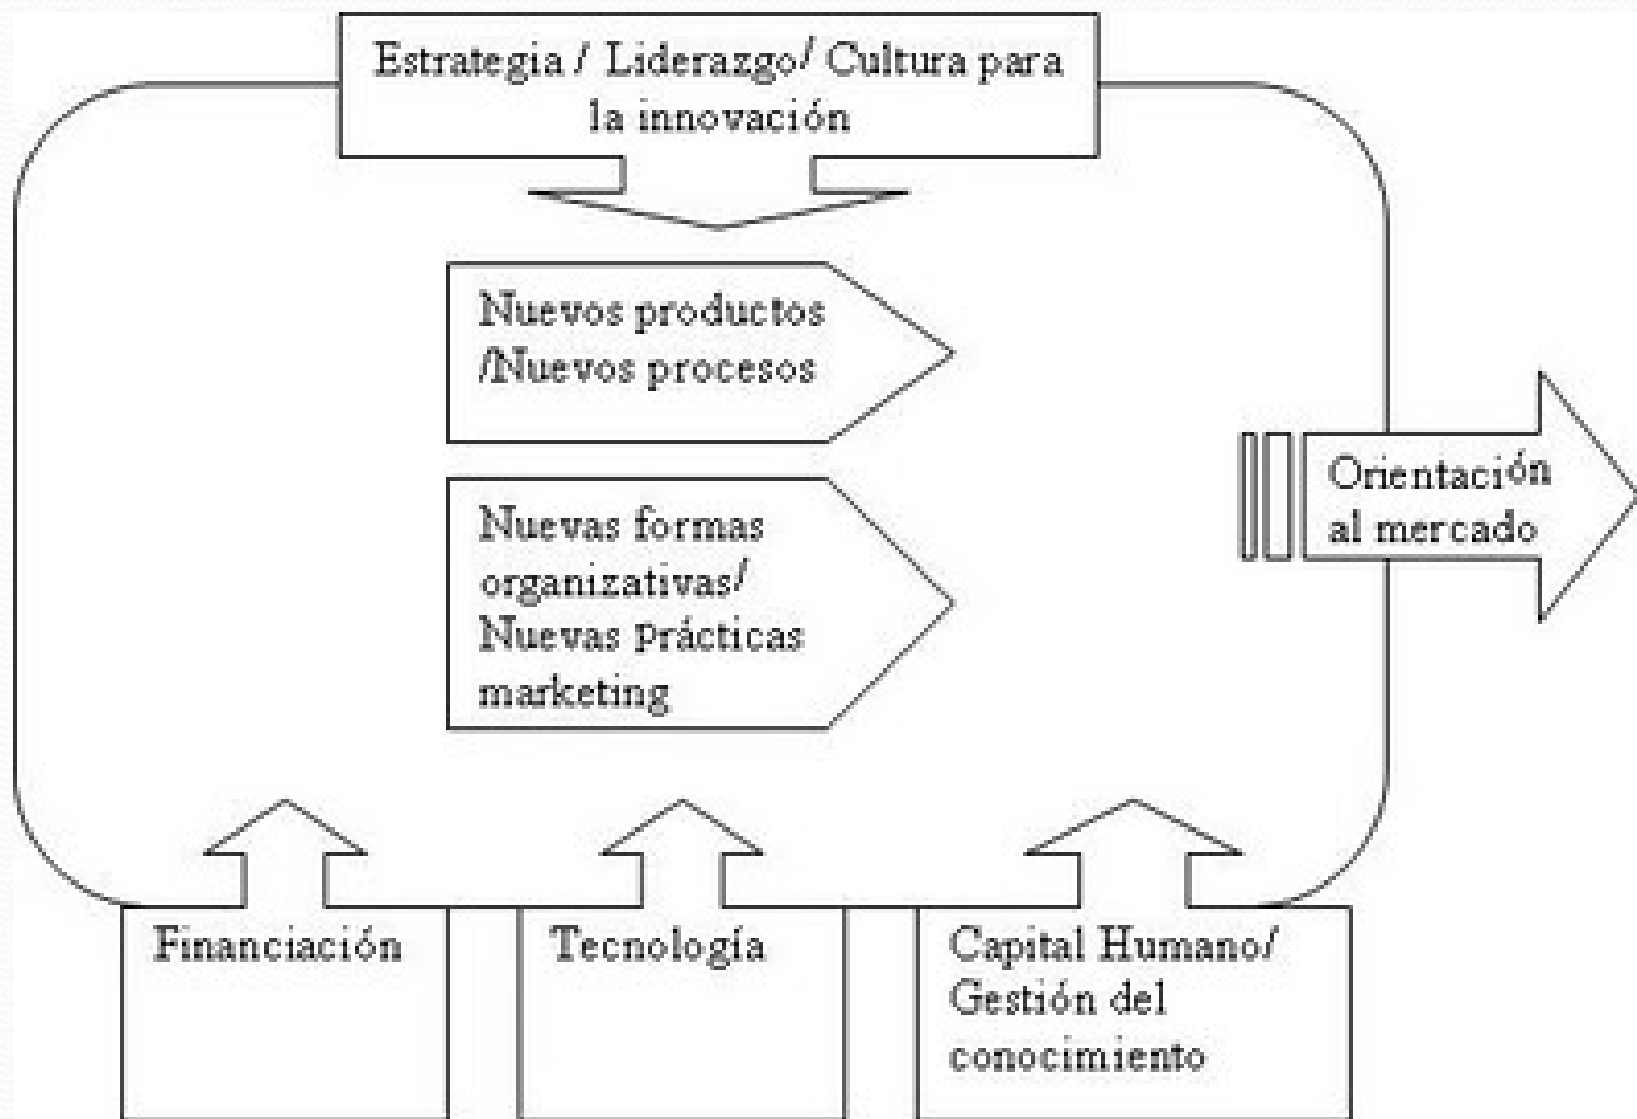 Estrategia / Liderazgo/ Cultura para
la innovación
Nuevos productos
/Nuevos procesos
Nuevas formas
organizativas/
Nuevas prácticas
marketing
Orientación
al mercado
Financiación
Tecnología
Capital Humano/
Gestión del
conocimiento